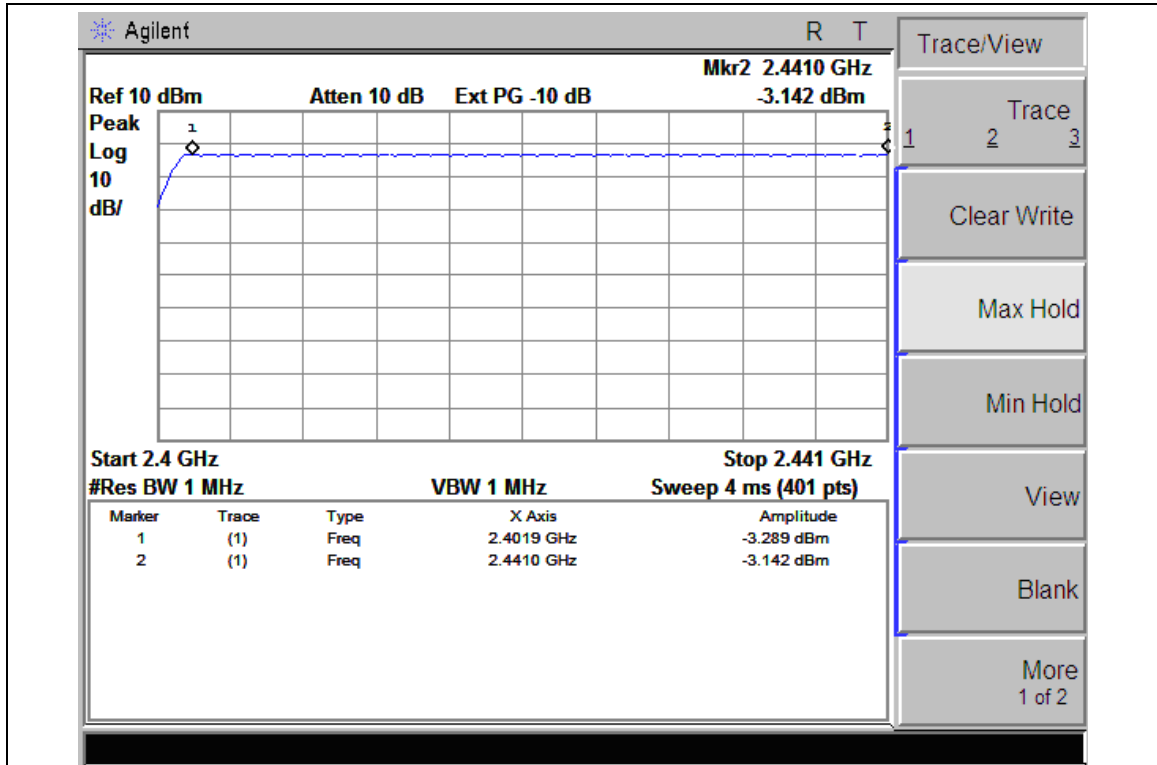 Agilent R T
Mkr2 2.4410 GHz
Ref 10 dBm Atten 10 dB Ext PG -10 dB -3.142 dBm
Peak
Log
10
dB/
1
2
Start 2.4 GHz Stop 2.441 GHz
#Res BW 1 MHz VBW 1 MHz Sweep 4 ms (401 pts)
Marker Trace Type X Axis Amplitude
1 (1) Freq 2.4019 GHz -3.289 dBm
2 (1) Freq 2.4410 GHz -3.142 dBm
Trace/View
Trace
1 2 3
Clear Write
Max Hold
Min Hold
View
Blank
More
1 of 2